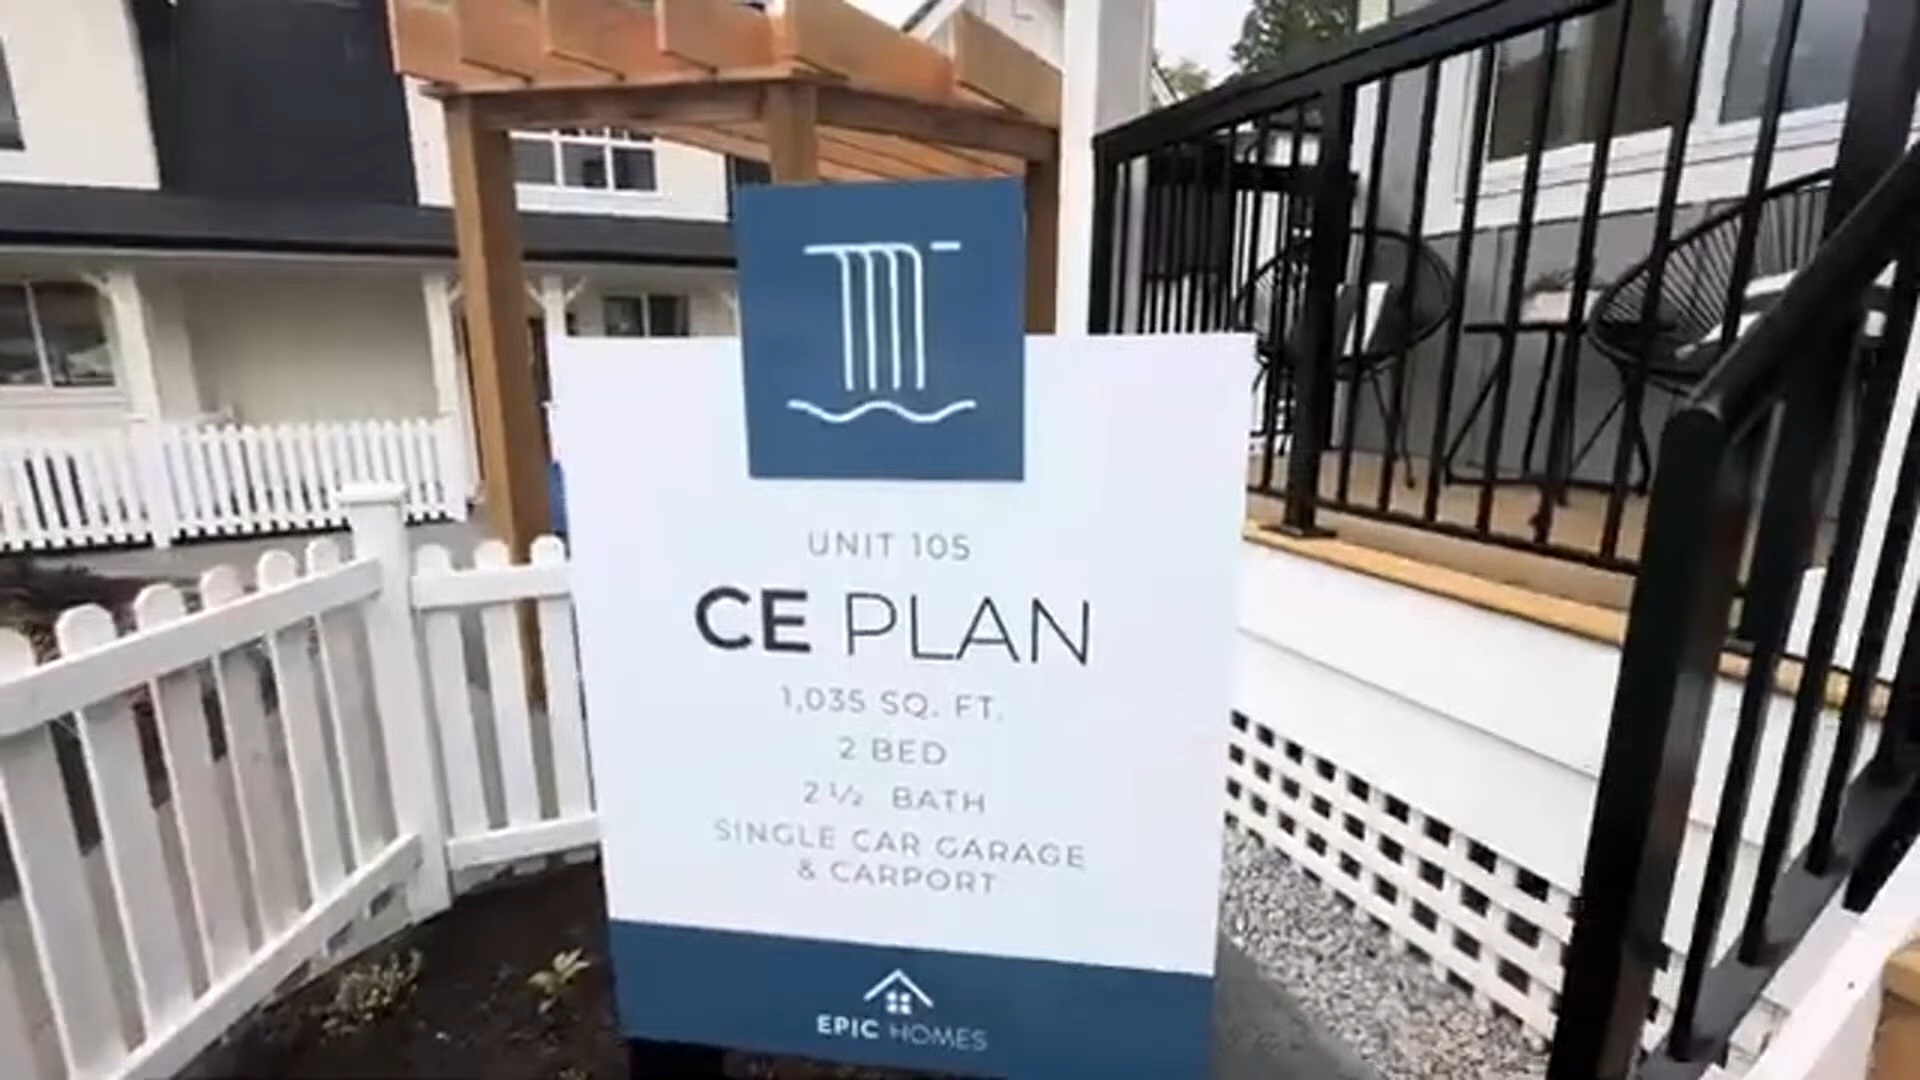 UNIT 105
CE PLAN
1,035 SQ. FT.
2 BED
2 ½ BATH
SINGLE CAR GARAGE
& CARPORT
EPIC HOMES